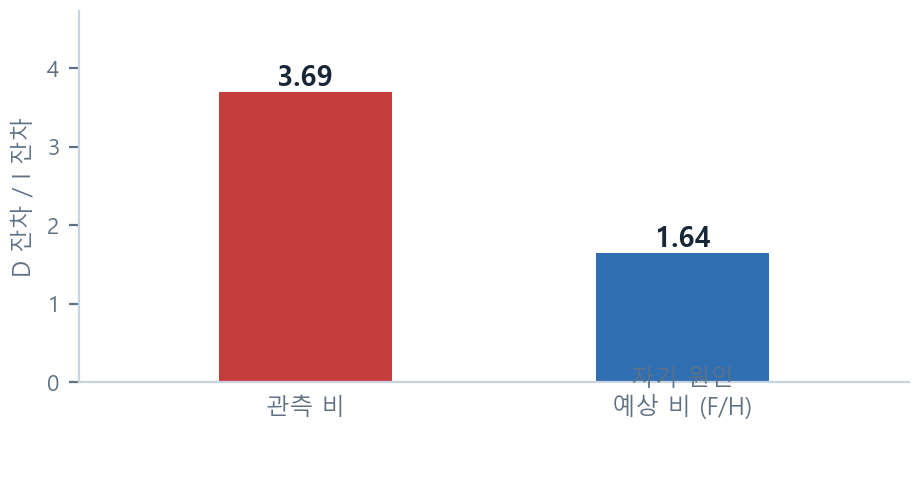 D 잔차 / I 잔차
4
3
2
1
0
3.69
1.64
관측 비
자기 원인
예상 비 (F/H)